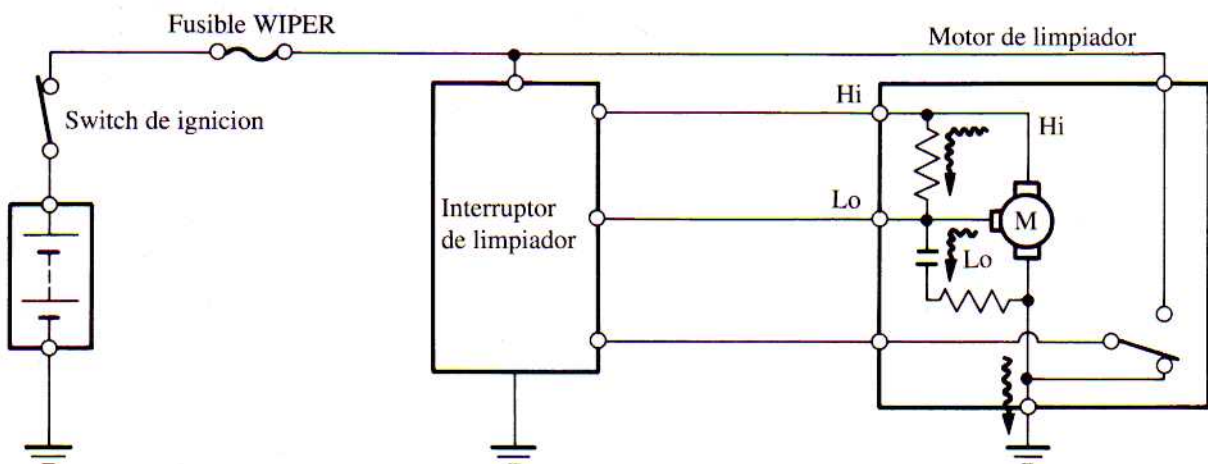 Fusible WIPER
Motor de limpiador
Switch de ignicion
Hi
Hi
Interruptor
de limpiador
Lo
M
Lo